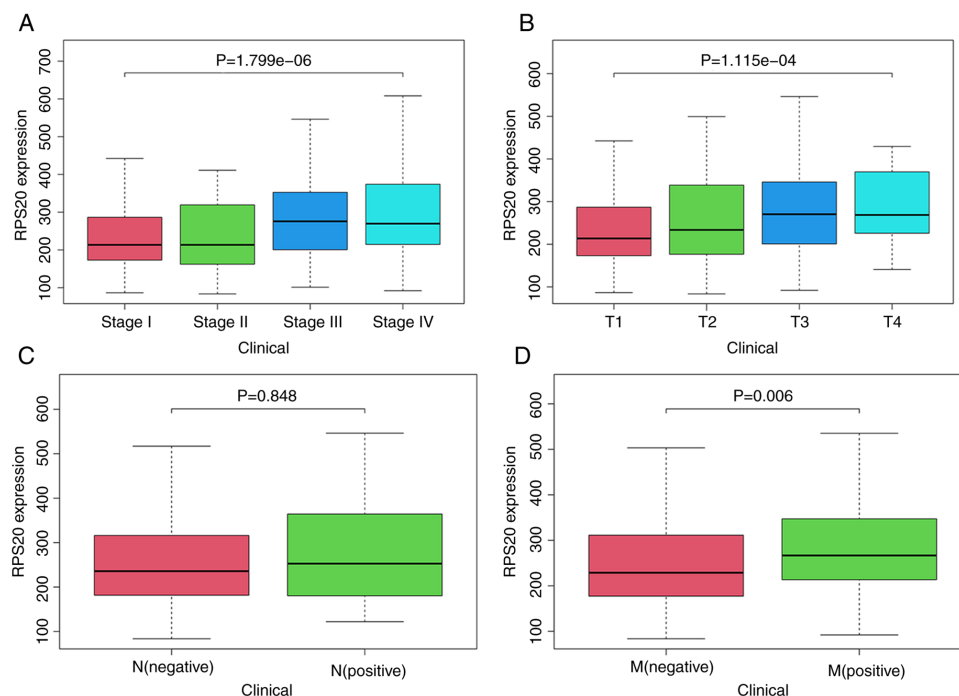 A
P=1.799e−06
RPS20 expression
700
600
500
400
300
200
100
Stage I Stage II Stage III Stage IV
Clinical
B
P=1.115e−04
RPS20 expression
600
500
400
300
200
100
T1 T2 T3 T4
Clinical
C
P=0.848
RPS20 expression
600
500
400
300
200
100
N(negative) N(positive)
Clinical
D
P=0.006
RPS20 expression
600
500
400
300
200
100
M(negative) M(positive)
Clinical